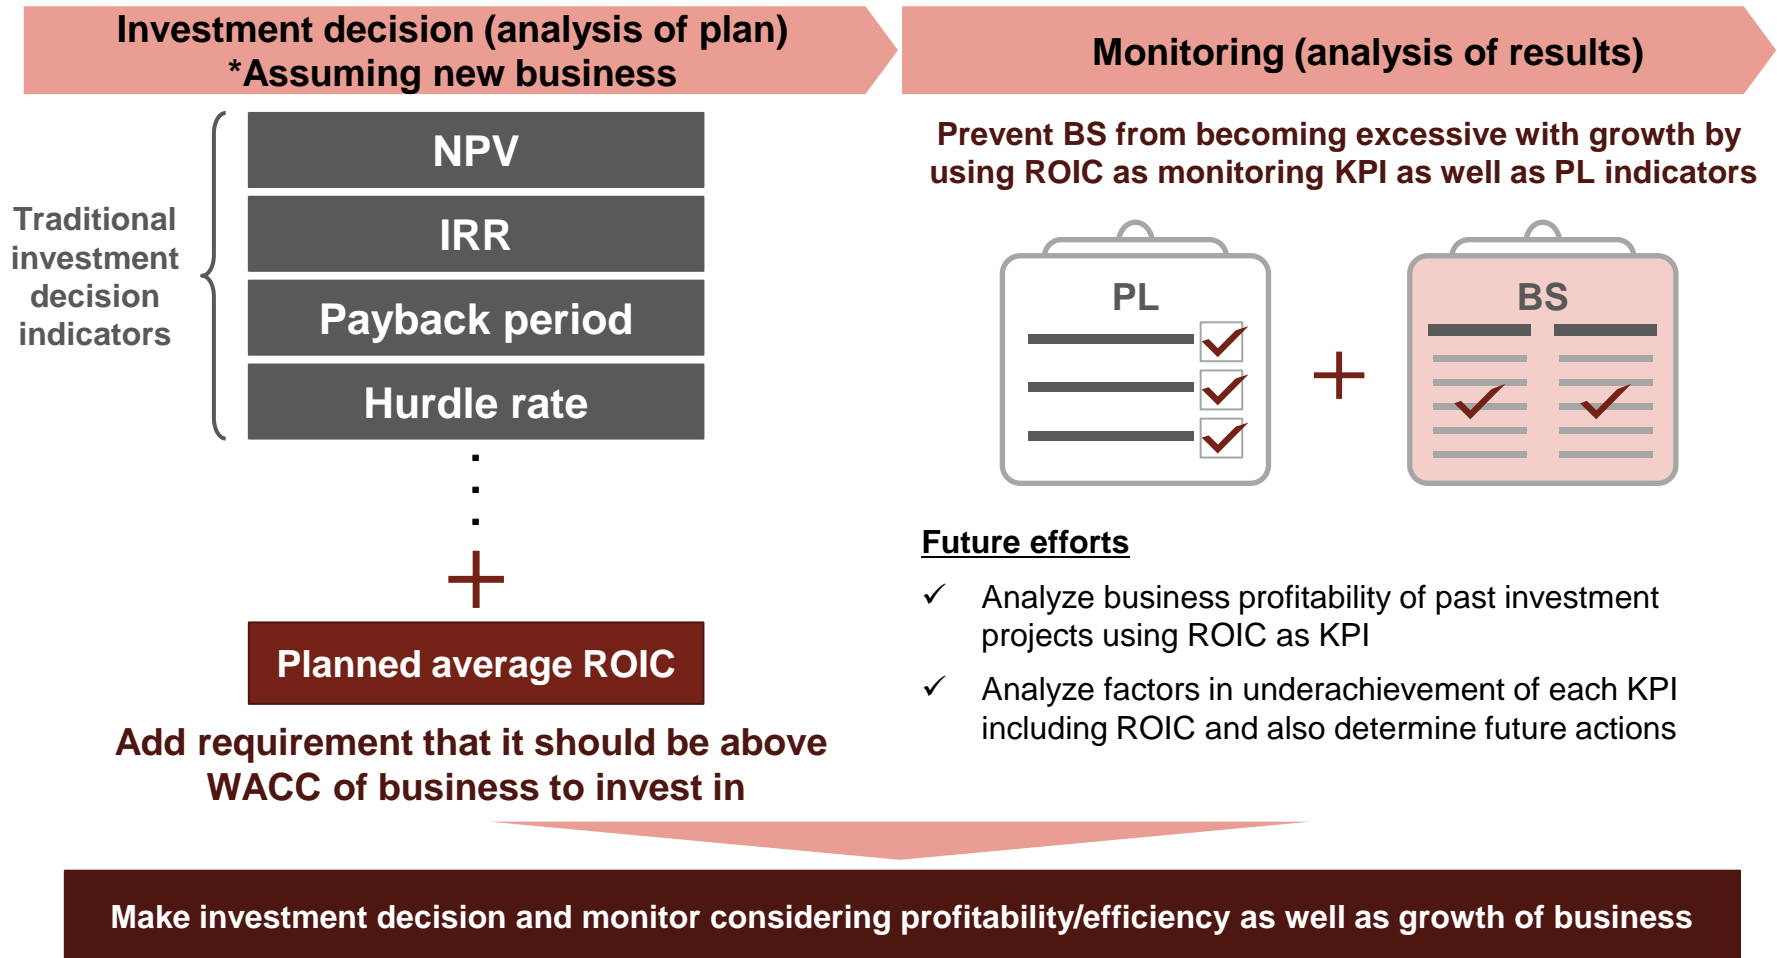 Investment decision (analysis of plan)
*Assuming new business
Monitoring (analysis of results)
Traditional
investment
decision
indicators
NPV
IRR
Payback period
Hurdle rate
Planned average ROIC
Add requirement that it should be above
WACC of business to invest in
Prevent BS from becoming excessive with growth by
using ROIC as monitoring KPI as well as PL indicators
PL
BS
Future efforts
✓ Analyze business profitability of past investment
projects using ROIC as KPI
✓ Analyze factors in underachievement of each KPI
including ROIC and also determine future actions
Make investment decision and monitor considering profitability/efficiency as well as growth of business